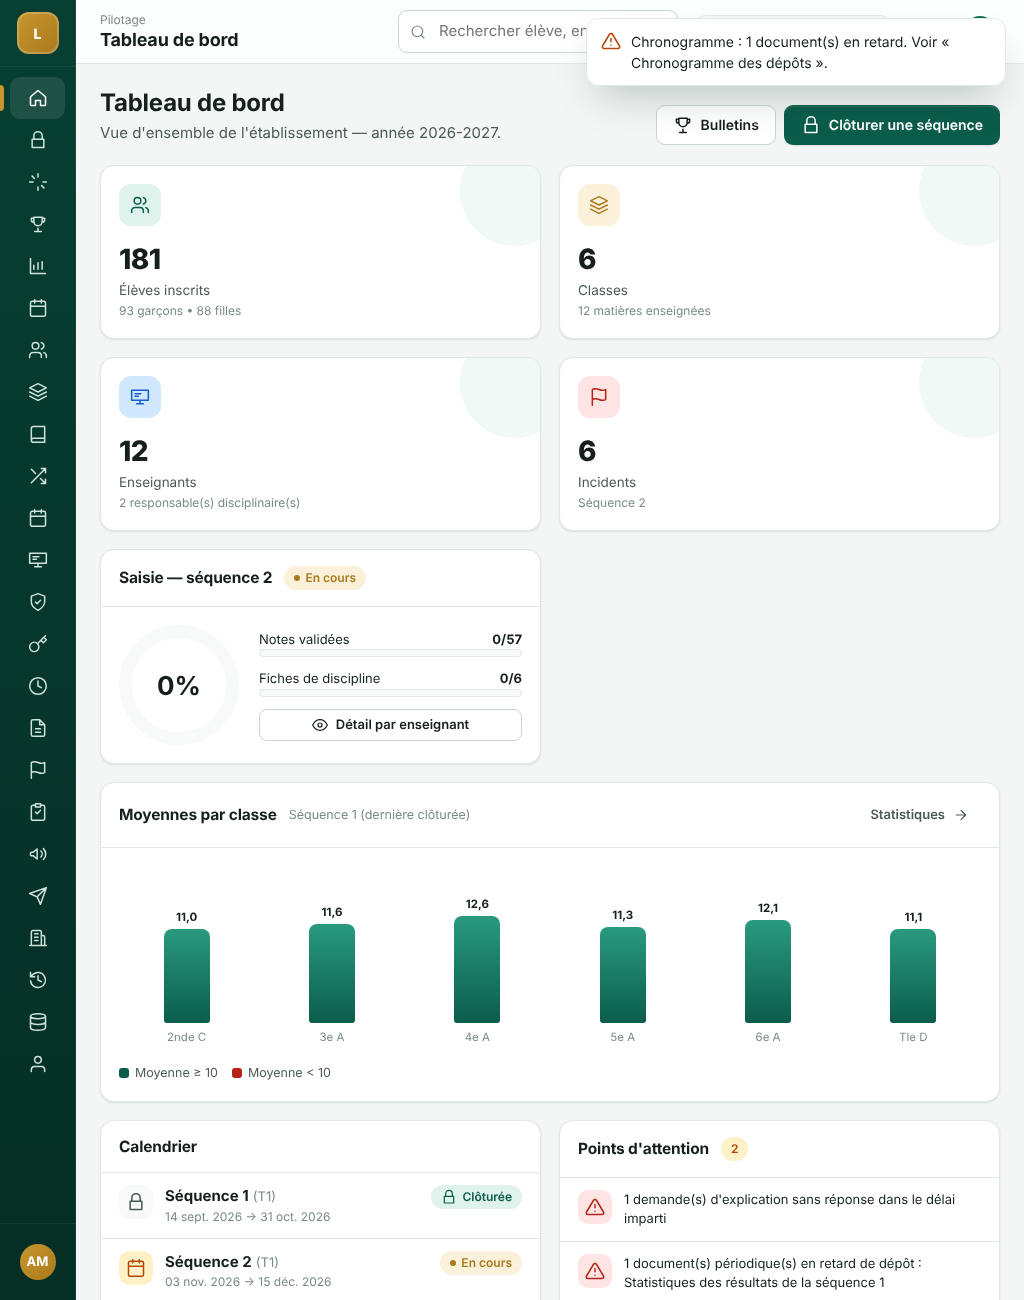 L
Pilotage
Tableau de bord
Rechercher élève, en
Chronogramme : 1 document(s) en retard. Voir «
Chronogramme des dépôts ».
Tableau de bord
Vue d'ensemble de l'établissement — année 2026-2027.
Bulletins
Clôturer une séquence
181
Élèves inscrits
93 garçons • 88 filles
6
Classes
12 matières enseignées
12
Enseignants
2 responsable(s) disciplinaire(s)
6
Incidents
Séquence 2
Saisie — séquence 2
En cours
0%
Notes validées 0/57
Fiches de discipline 0/6
Détail par enseignant
Moyennes par classe Séquence 1 (dernière clôturée)
Statistiques
11,0 11,6 12,6 11,3 12,1 11,1
2nde C 3e A 4e A 5e A 6e A Tle D
Moyenne ≥ 10 Moyenne < 10
Calendrier
Séquence 1 (T1)
Clôturée
14 sept. 2026 → 31 oct. 2026
Séquence 2 (T1)
En cours
03 nov. 2026 → 15 déc. 2026
Points d'attention 2
1 demande(s) d'explication sans réponse dans le délai
imparti
1 document(s) périodique(s) en retard de dépôt :
Statistiques des résultats de la séquence 1
AM